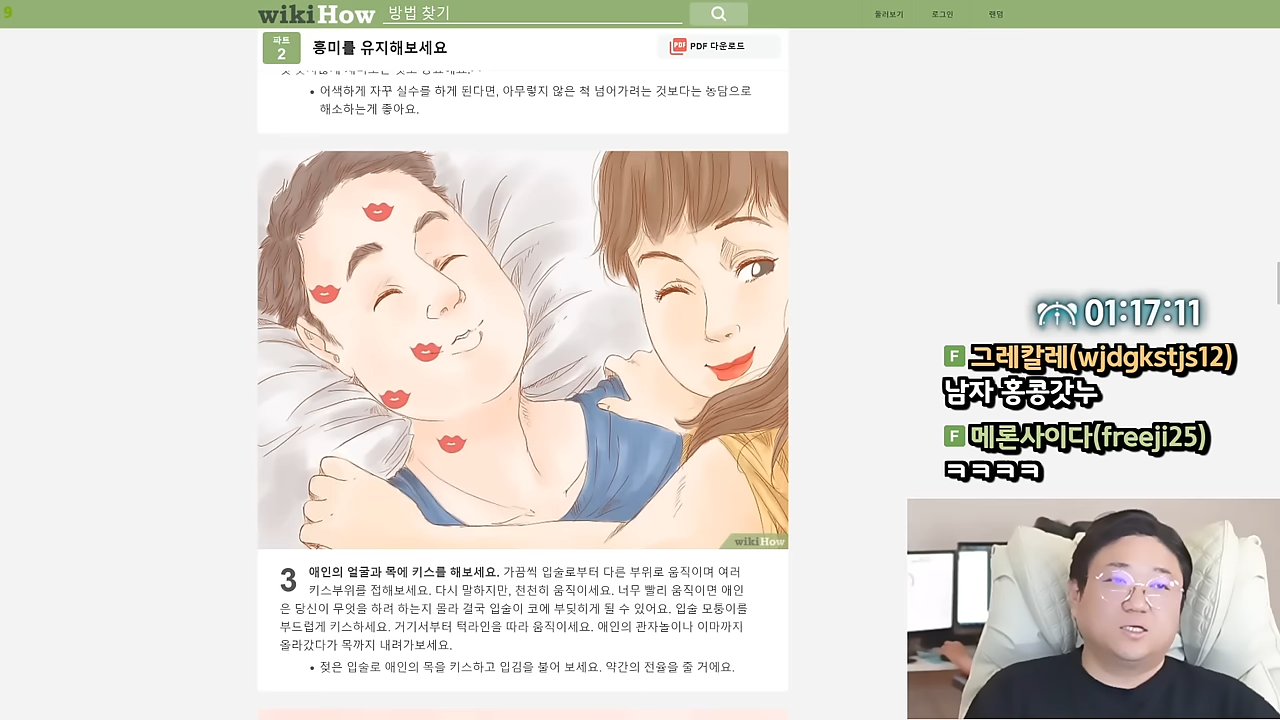 9
wikiHow 방법 찾기
둘러보기 로그인 랜덤
파트
2
흥미를 유지해보세요
PDF PDF 다운로드
• 어색하게 자꾸 실수를 하게 된다면, 아무렇지 않은 척 넘어가려는 것보다는 농담으로
해소하는게 좋아요.
wikiHow
3 애인의 얼굴과 목에 키스를 해보세요. 가끔씩 입술로부터 다른 부위로 움직이며 여러
키스부위를 접해보세요. 다시 말하지만, 천천히 움직이세요. 너무 빨리 움직이면 애인
은 당신이 무엇을 하려 하는지 몰라 결국 입술이 코에 부딪히게 될 수 있어요. 입술 모퉁이를
부드럽게 키스하세요. 거기서부터 턱라인을 따라 움직이세요. 애인의 관자놀이나 이마까지
올라갔다가 목까지 내려가보세요.
• 젖은 입술로 애인의 목을 키스하고 입김을 불어 보세요. 약간의 전율을 줄 거에요.
01:17:11
F 그레칼레(wjdgkstjs12)
남자 홍콩갓누
F 메론사이다(freeji25)
ㅋㅋㅋㅋ